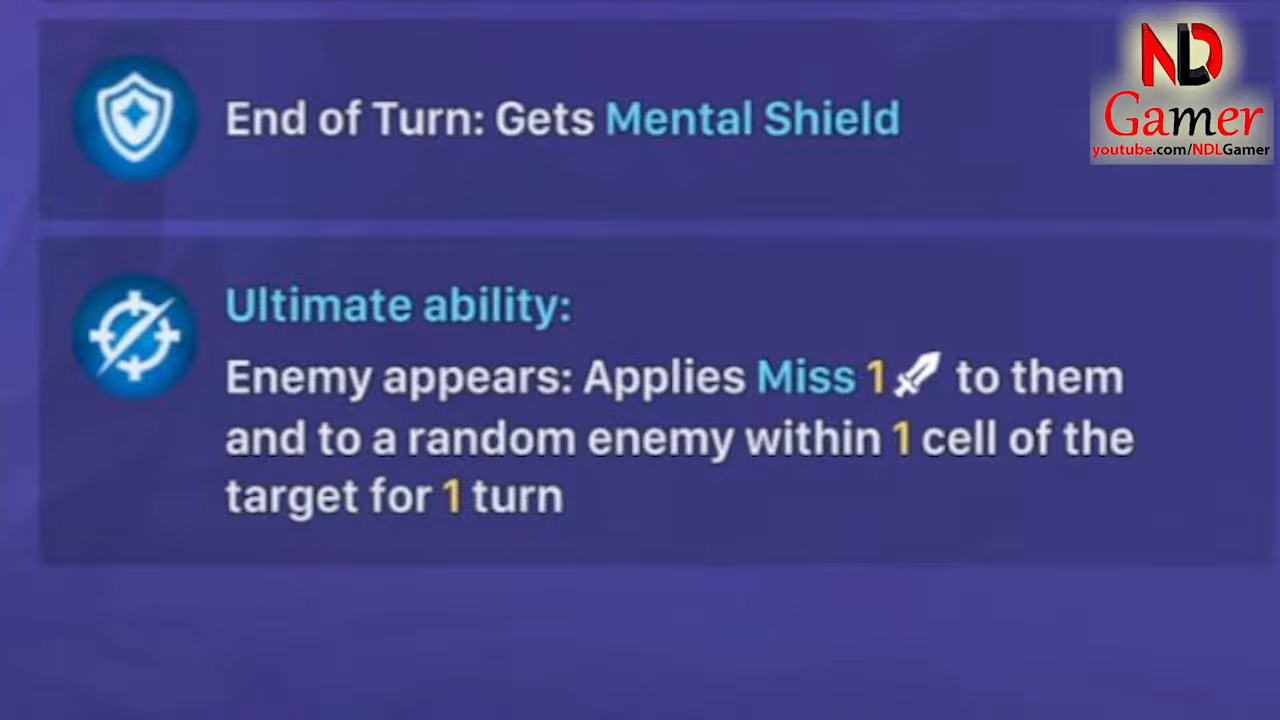 End of Turn: Gets Mental Shield
ND
Gamer
youtube.com/NDLGamer
Ultimate ability:
Enemy appears: Applies Miss 1 to them
and to a random enemy within 1 cell of the
target for 1 turn